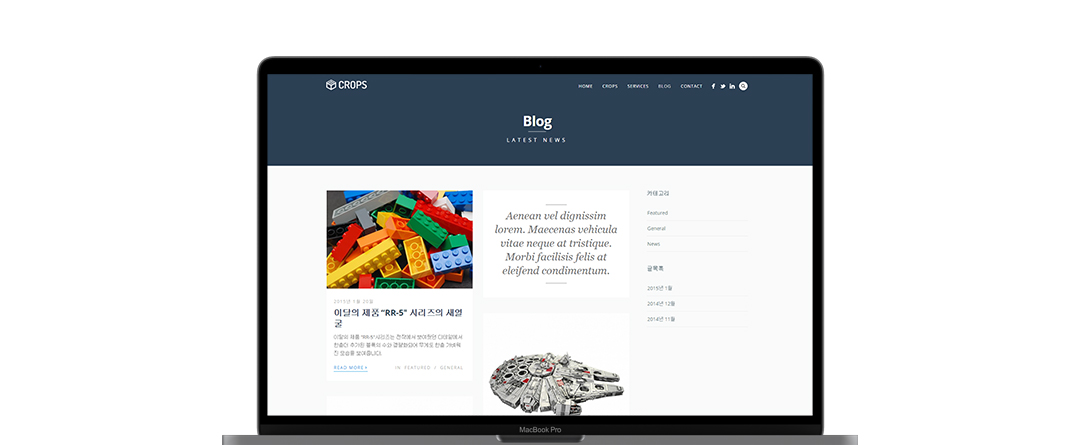 CROPS
HOME CROPS SERVICES BLOG CONTACT
Blog
LATEST NEWS
2015년 1월 20일
이달의 제품 "RR-5" 시리즈의 새얼
굴
READ MORE
IN FEATURED / GENERAL
Aenean vel dignissim
lorem. Maecenas vehicula
vitae neque at tristique.
Morbi facilisis felis at
eleifend condimentum.
카테고리
Featured
General
News
글목록
2015년 1월
2014년 12월
2014년 11월
MacBook Pro